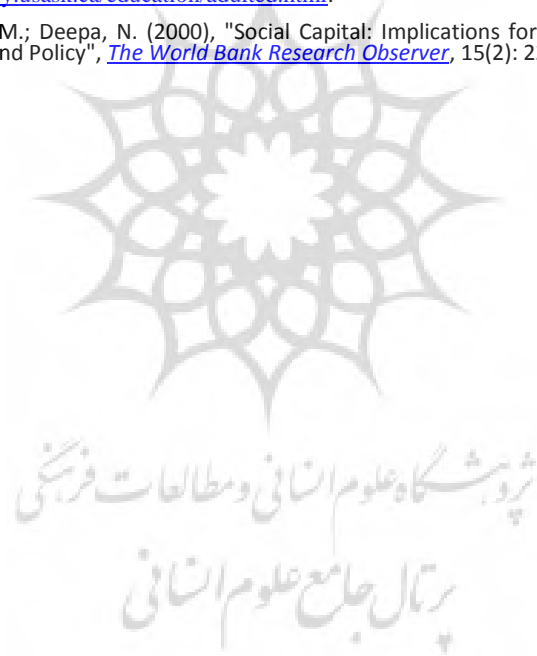 M.; Deepa, N. (2000), "Social Capital: Implications for
nd Policy", The World Bank Research Observer, 15(2):
پژوهشگاه علوم انسانی و مطالعات فرهنگی
پرتال جامع علوم انسانی